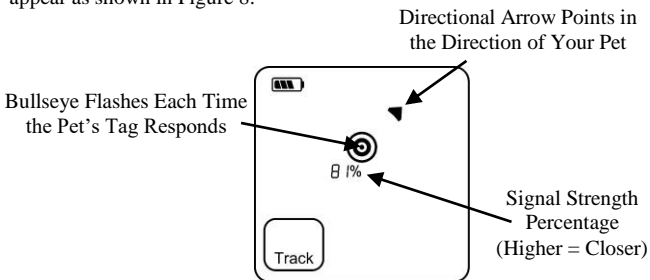 appear as shown in Figure 8.
Directional Arrow Points in
the Direction of Your Pet
Bullseye Flashes Each Time
the Pet's Tag Responds
81%
Signal Strength
Percentage
(Higher = Closer)
Track